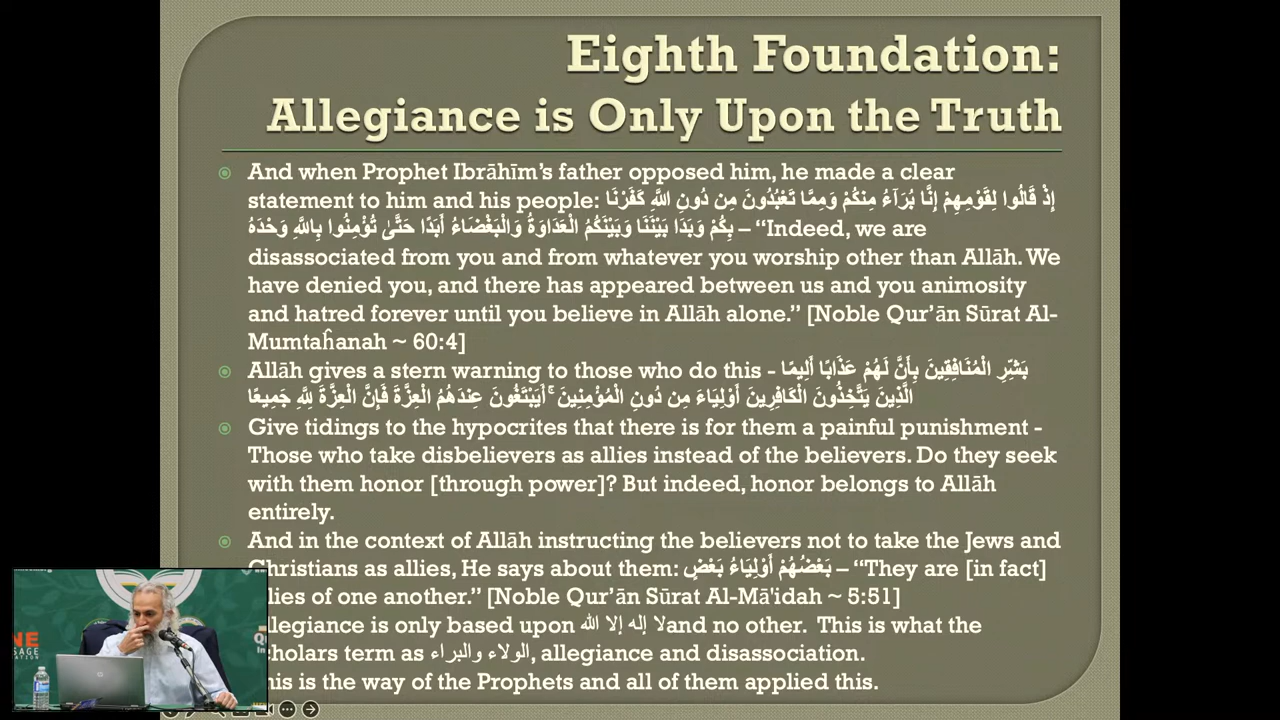 Eighth Foundation:
Allegiance is Only Upon the Truth
And when Prophet Ibrāhīm’s father opposed him, he made a clear
statement to him and his people: إِذْ قَالُوا لِقَوْمِهِمْ إِنَّا بُرَآءُ مِنْكُمْ وَمِمَّا تَعْبُدُونَ مِن دُونِ اللَّهِ كَفَرْنَا
بِكُمْ وَبَدَا بَيْنَنَا وَبَيْنَكُمُ الْعَدَاوَةُ وَالْبَغْضَاءُ أَبَدًا حَتَّىٰ تُؤْمِنُوا بِاللَّهِ وَحْدَهُ – “Indeed, we are
disassociated from you and from whatever you worship other than Allāh. We
have denied you, and there has appeared between us and you animosity
and hatred forever until you believe in Allāh alone.” [Noble Qur’ān Sūrat Al-
Mumtaĥanah ~ 60:4]
Allāh gives a stern warning to those who do this - بَشِّرِ الْمُنَافِقِينَ بِأَنَّ لَهُمْ عَذَابًا أَلِيمًا
الَّذِينَ يَتَّخِذُونَ الْكَافِرِينَ أَوْلِيَاءَ مِن دُونِ الْمُؤْمِنِينَ ۚ أَيَبْتَغُونَ عِندَهُمُ الْعِزَّةَ فَإِنَّ الْعِزَّةَ لِلَّهِ جَمِيعًا
Give tidings to the hypocrites that there is for them a painful punishment -
Those who take disbelievers as allies instead of the believers. Do they seek
with them honor [through power]? But indeed, honor belongs to Allāh
entirely.
And in the context of Allāh instructing the believers not to take the Jews and
Christians as allies, He says about them: بَعْضُهُمْ أَوْلِيَاءُ بَعْضٍ – “They are [in fact]
lies of one another.” [Noble Qur’ān Sūrat Al-Mā'idah ~ 5:51]
legiance is only based upon لا إله إلا الله and no other. This is what the
cholars term as الولاء والبراء, allegiance and disassociation.
his is the way of the Prophets and all of them applied this.